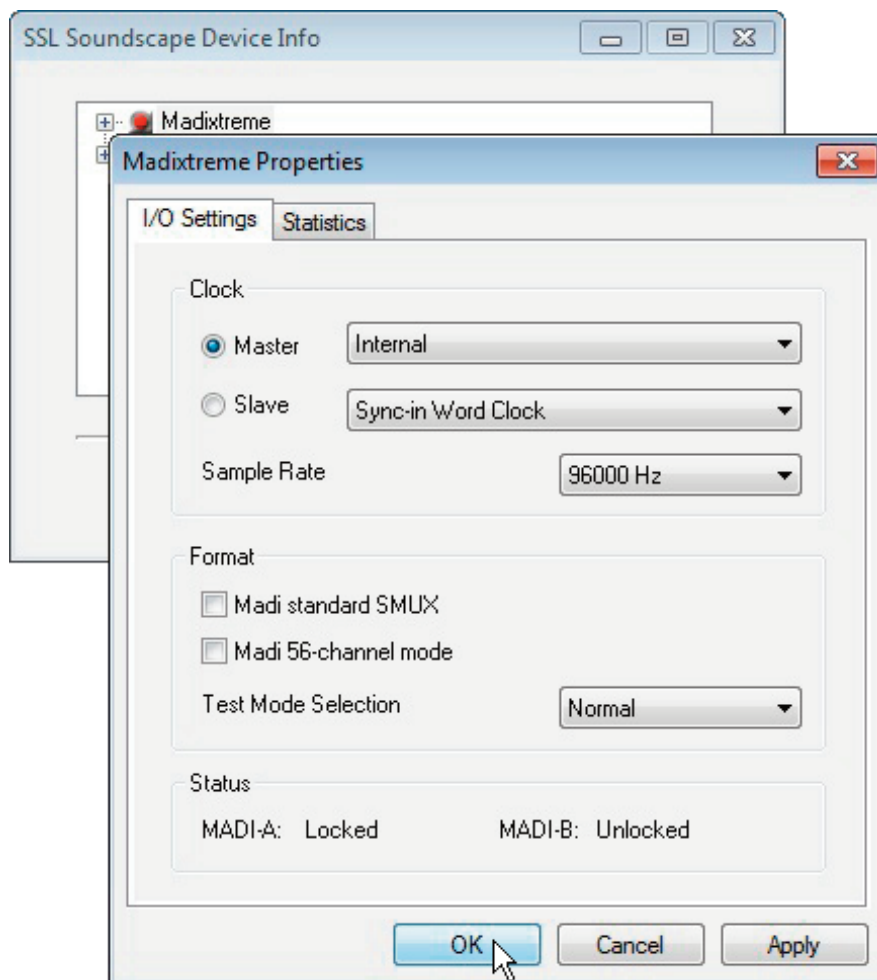 SSL Soundscape Device Info
Madixtreme
Madixtreme Properties
I/O Settings Statistics
Clock
Master Internal
Slave Sync-in Word Clock
Sample Rate 96000 Hz
Format
Madi standard SMUX
Madi 56-channel mode
Test Mode Selection Normal
Status
MADI-A: Locked MADI-B: Unlocked
OK Cancel Apply